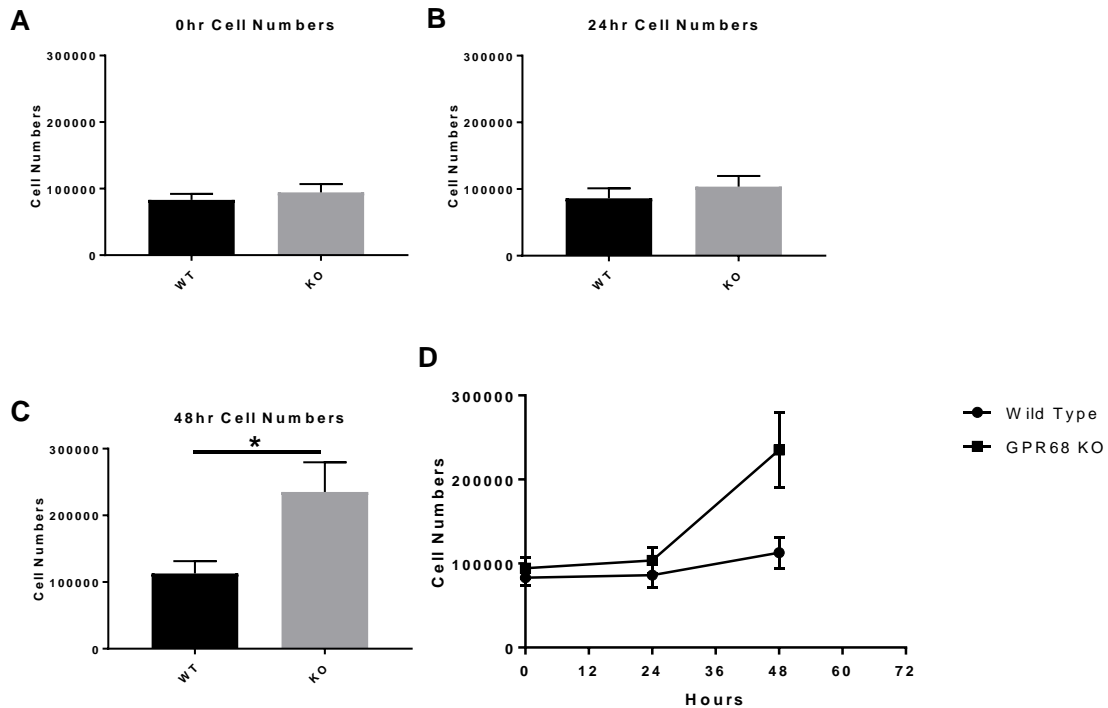 A
0hr Cell Numbers
300000
200000
100000
0
Cell Numbers
WT
KO
B
24hr Cell Numbers
300000
200000
100000
0
Cell Numbers
WT
KO
C
48hr Cell Numbers
*
300000
200000
100000
0
Cell Numbers
WT
KO
D
300000
200000
100000
0
Cell Numbers
0 12 24 36 48 60 72
Hours
Wild Type
GPR68 KO